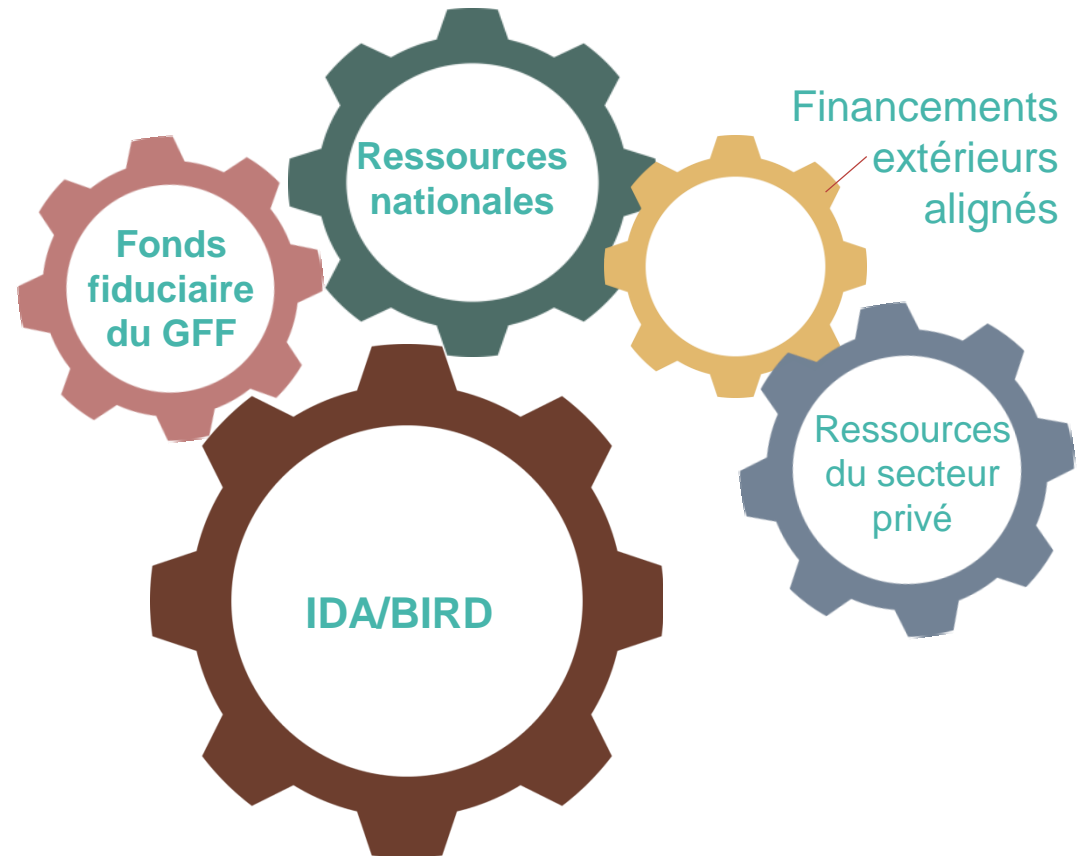 Financements
extérieurs
alignés
Ressources
nationales
Fonds
fiduciaire
du GFF
Ressources
du secteur
privé
IDA/BIRD